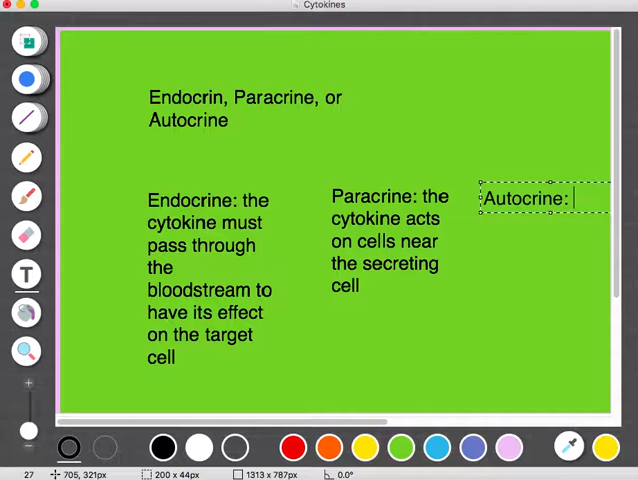 Cytokines
Endocrin, Paracrine, or
Autocrine
Endocrine: the
cytokine must
pass through
the
bloodstream to
have its effect
on the target
cell
Paracrine: the
cytokine acts
on cells near
the secreting
cell
Autocrine:
T
27 705, 321px 200 x 44px 1313 x 787px 0.0°